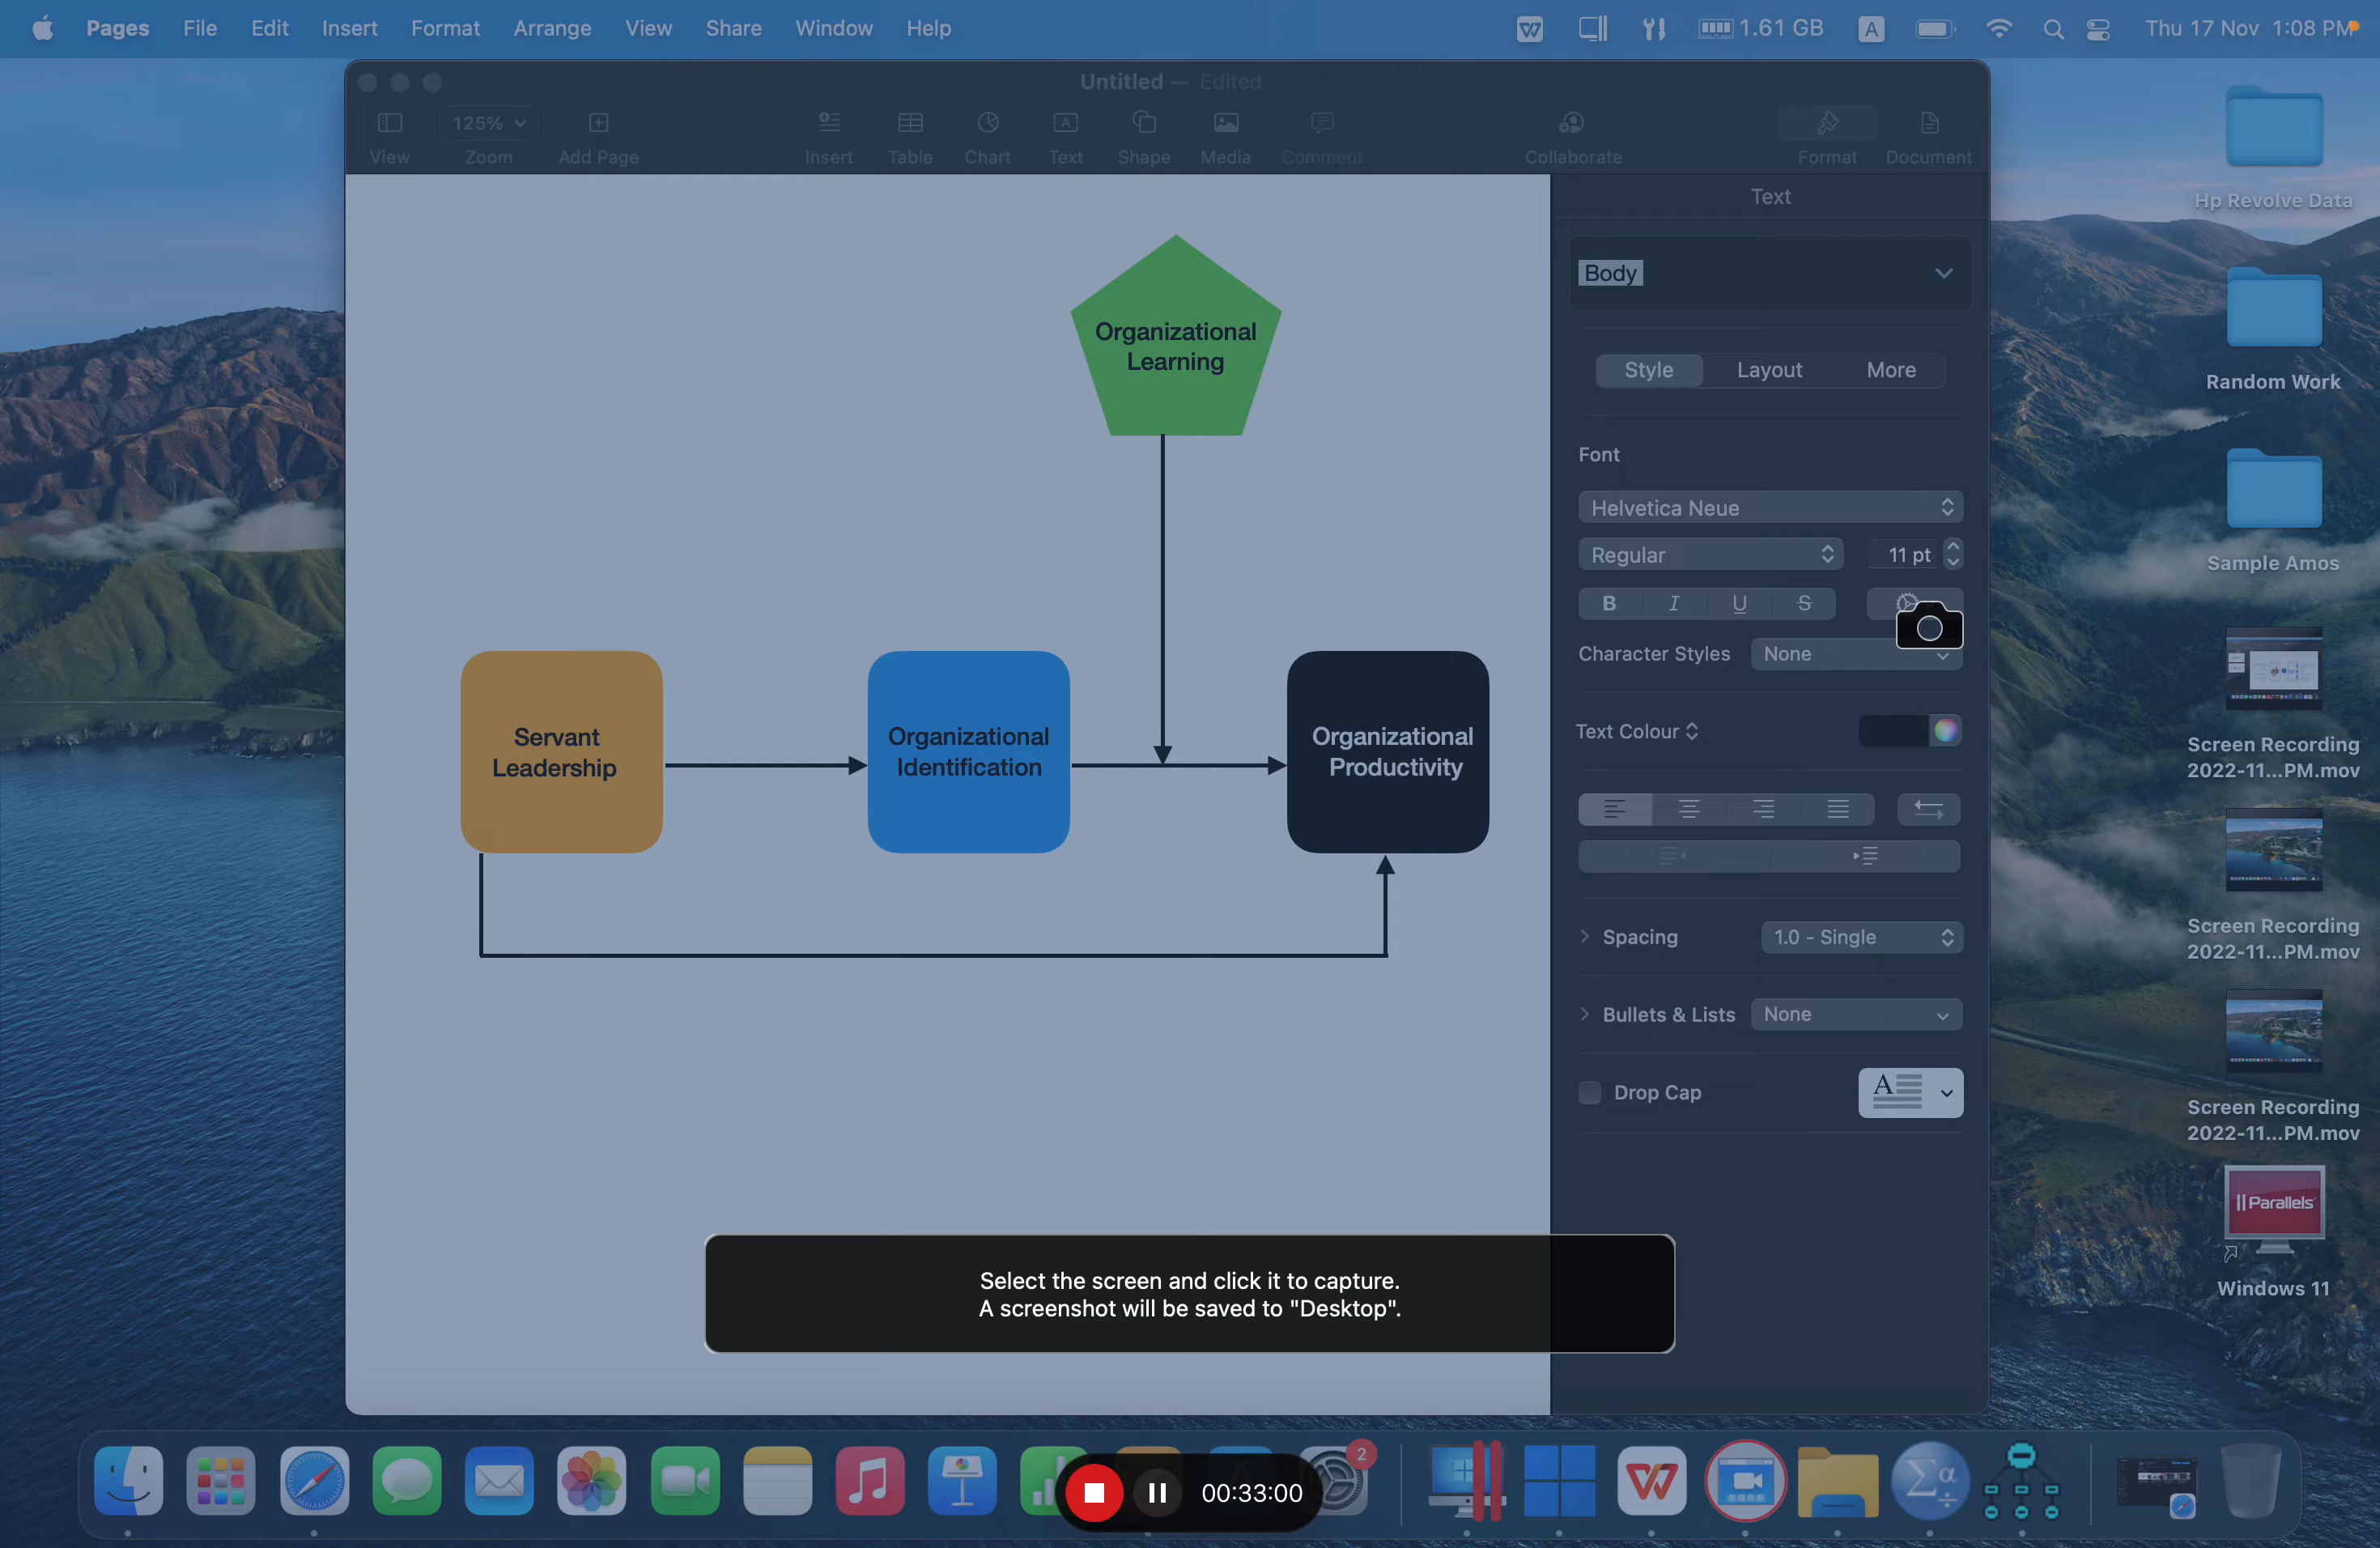 Pages File Edit Insert Format Arrange View Share Window Help
1.61 GB A Thu 17 Nov 1:08 PM
Untitled — Edited
125%
View Zoom Add Page Insert Table Chart Text Shape Media Comment Collaborate Format Document
Organizational
Learning
Servant
Leadership
Organizational
Identification
Organizational
Productivity
Text
Body
Style Layout More
Font
Helvetica Neue
Regular 11 pt
B I U S
Character Styles None
Text Colour
Spacing 1.0 - Single
Bullets & Lists None
Drop Cap A
Select the screen and click it to capture.
A screenshot will be saved to "Desktop".
Hp Revolve Data
Random Work
Sample Amos
Screen Recording
2022-11...PM.mov
Screen Recording
2022-11...PM.mov
Screen Recording
2022-11...PM.mov
Parallels
Windows 11
00:33:00
2
Σα